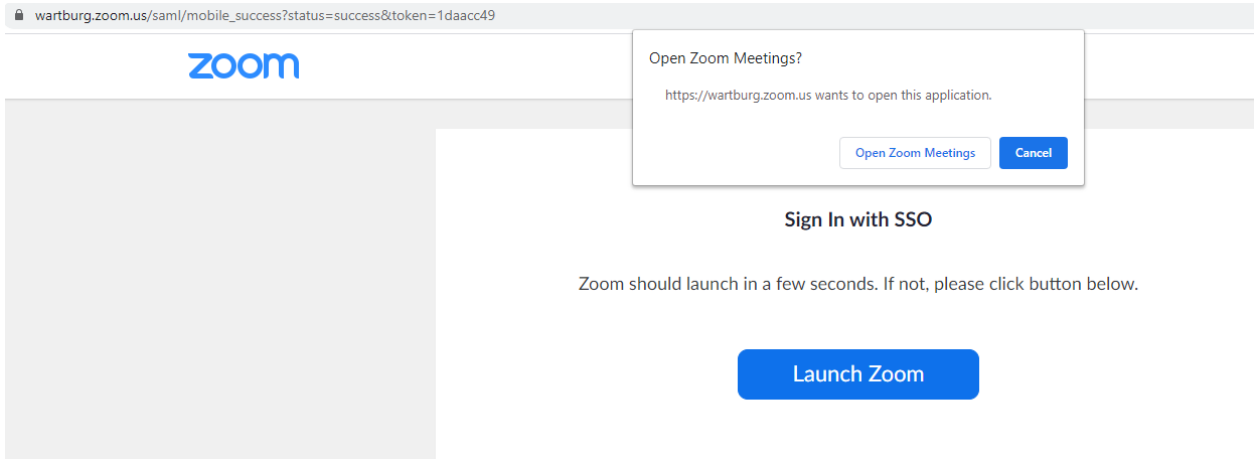 wartburg.zoom.us/saml/mobile_success?status=success&token=1daacc49
zoom
Open Zoom Meetings?
https://wartburg.zoom.us wants to open this application.
Open Zoom Meetings
Cancel
Sign In with SSO
Zoom should launch in a few seconds. If not, please click button below.
Launch Zoom